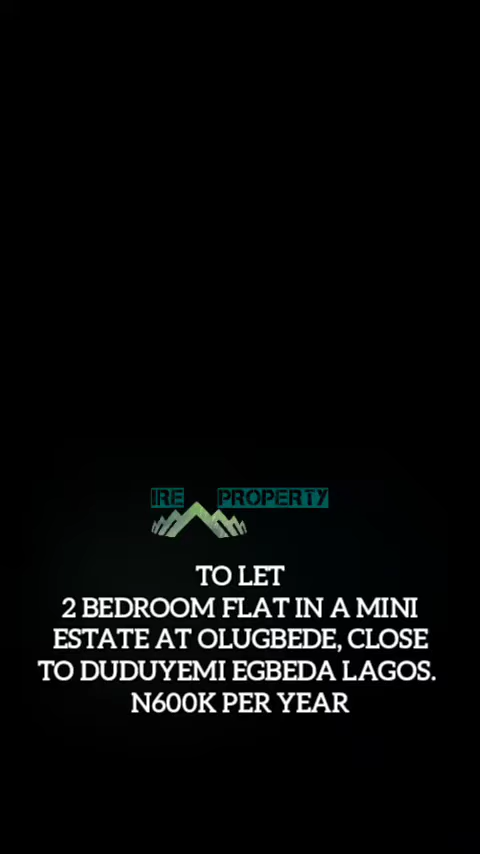 IRE PROPERTY
TO LET
2 BEDROOM FLAT IN A MINI
ESTATE AT OLUGBEDE, CLOSE
TO DUDUYEMI EGBEDA LAGOS.
N600K PER YEAR